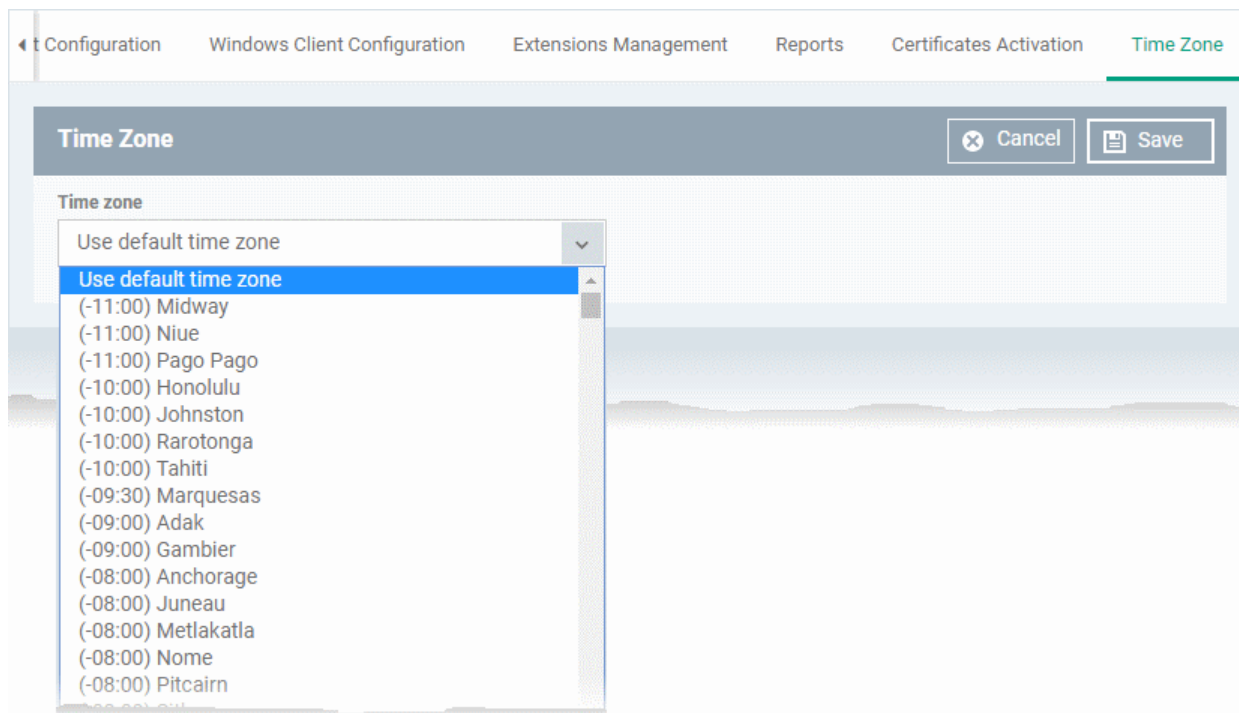 t Configuration Windows Client Configuration Extensions Management Reports Certificates Activation Time Zone
Time Zone Cancel Save
Time zone
Use default time zone
Use default time zone
(-11:00) Midway
(-11:00) Niue
(-11:00) Pago Pago
(-10:00) Honolulu
(-10:00) Johnston
(-10:00) Rarotonga
(-10:00) Tahiti
(-09:30) Marquesas
(-09:00) Adak
(-09:00) Gambier
(-08:00) Anchorage
(-08:00) Juneau
(-08:00) Metlakatla
(-08:00) Nome
(-08:00) Pitcairn